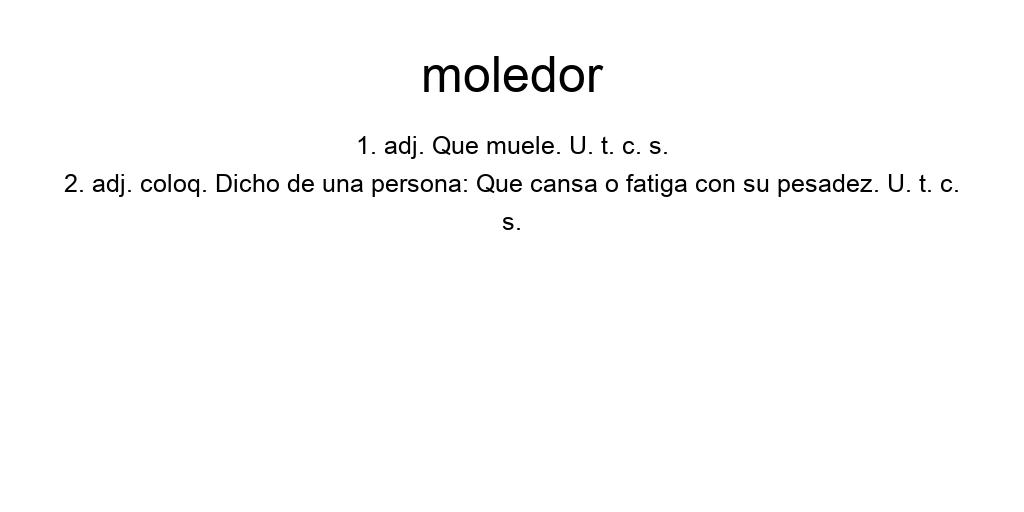 moledor
1. adj. Que muele. U. t. c. s.
2. adj. coloq. Dicho de una persona: Que cansa o fatiga con su pesadez. U. t. c.
s.